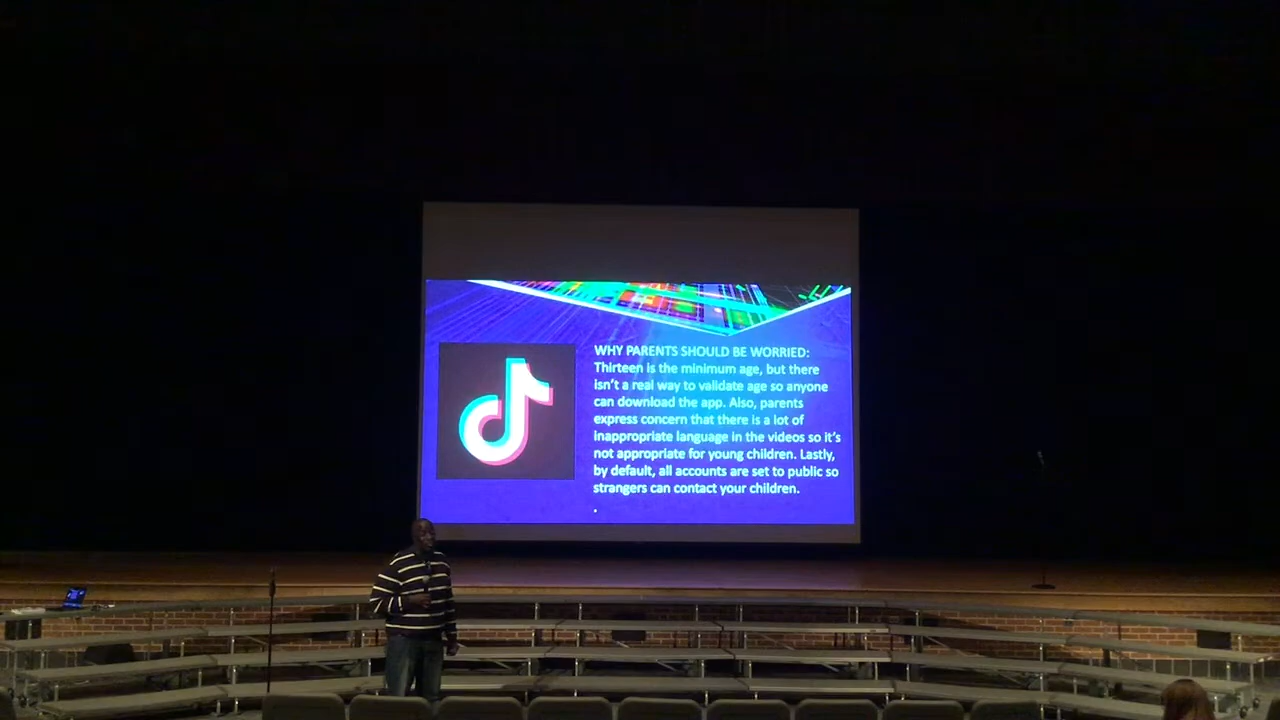 WHY PARENTS SHOULD BE WORRIED:
Thirteen is the minimum age, but there
isn't a real way to validate age so anyone
can download the app. Also, parents
express concern that there is a lot of
inappropriate language in the videos so it's
not appropriate for young children. Lastly,
by default, all accounts are set to public so
strangers can contact your children.
.